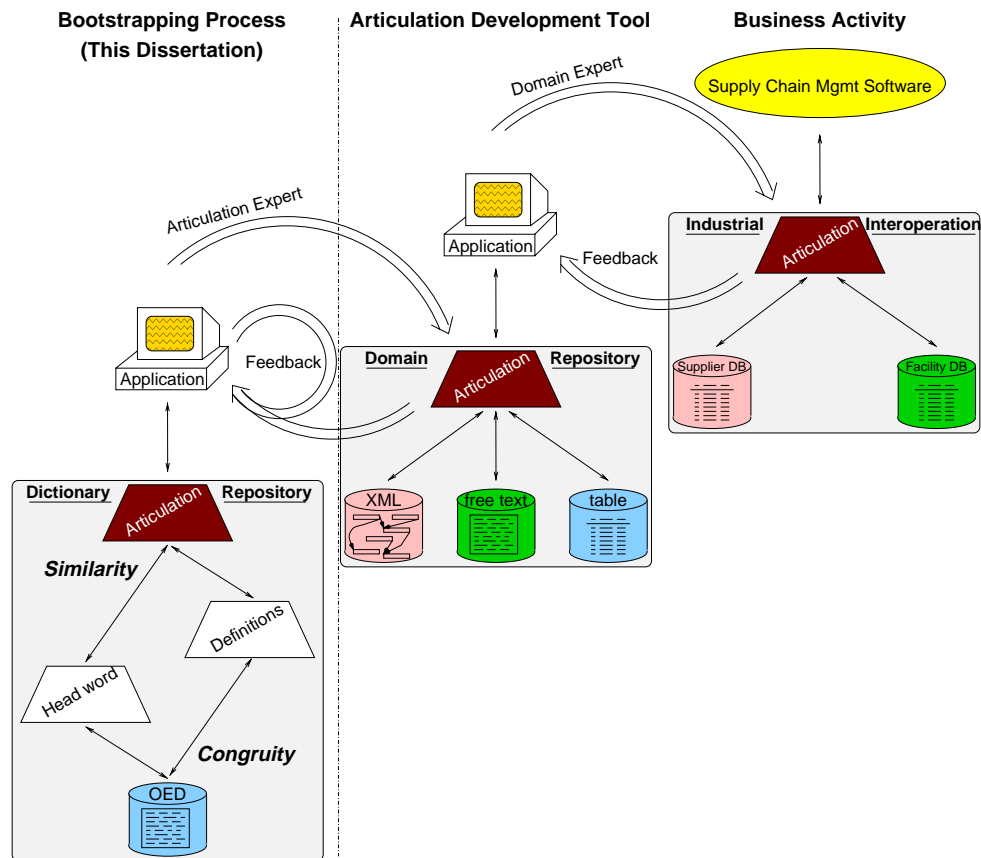 Bootstrapping Process
(This Dissertation)
Articulation Development Tool
Business Activity
Domain Expert
Supply Chain Mgmt Software
Articulation Expert
Application
Feedback
Industrial
Articulation
Interoperation
Supplier DB
Facility DB
Application
Feedback
Domain
Articulation
Repository
XML
free text
table
Dictionary
Articulation
Repository
Similarity
Definitions
Head word
Congruity
OED